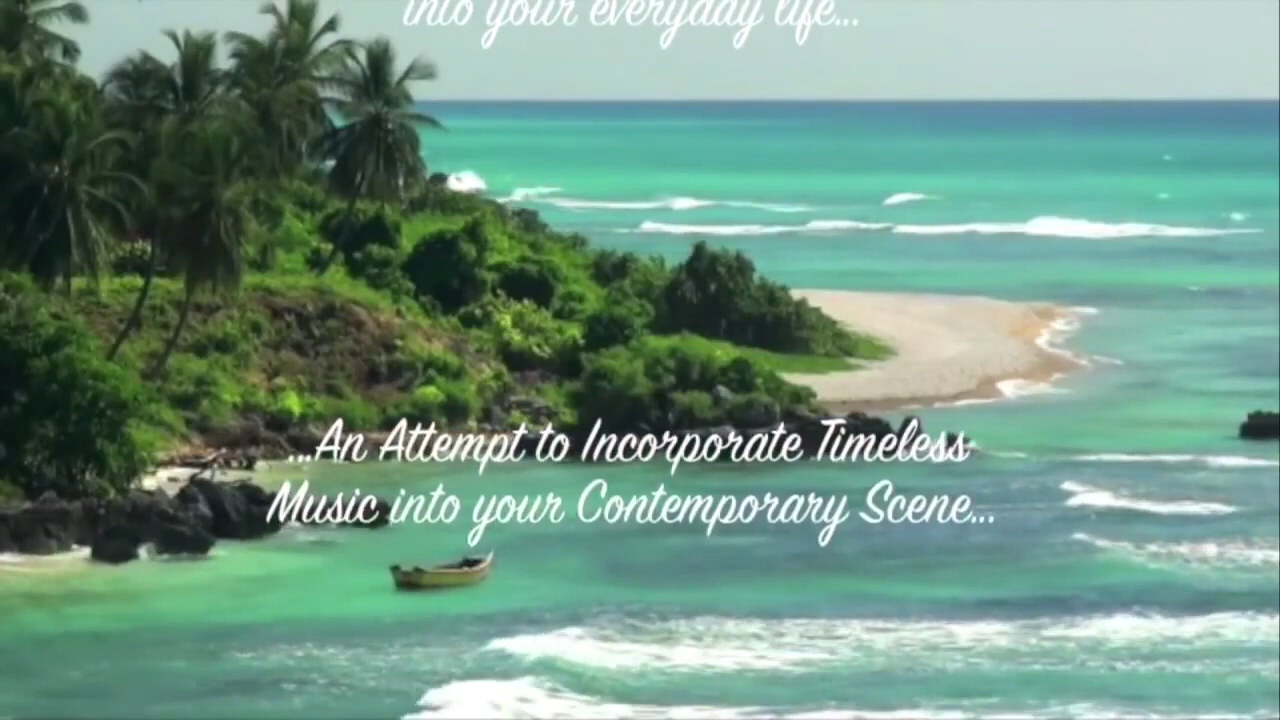 into your everyday life...
...An Attempt to Incorporate Timeless
Music into your Contemporary Scene...